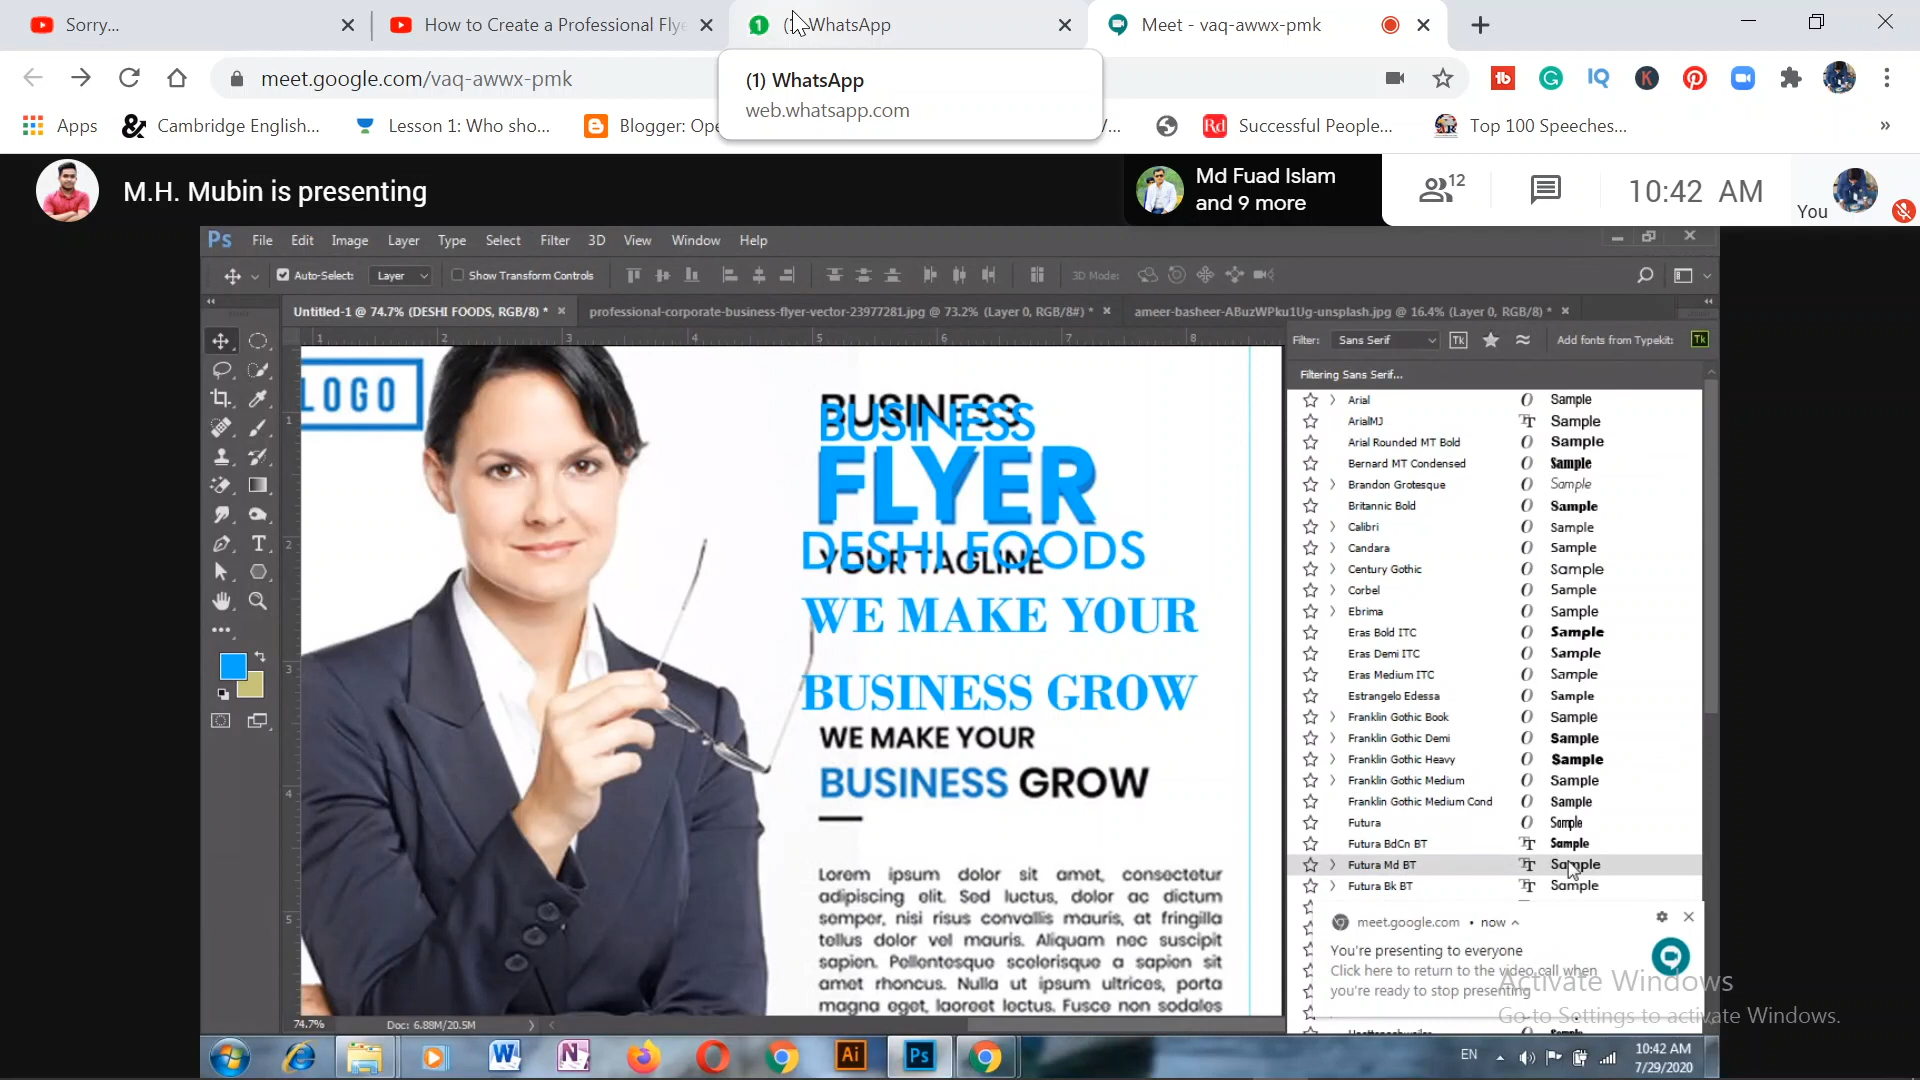 Sorry...
How to Create a Professional Flye
WhatsApp
Meet - vaq-awwx-pmk
meet.google.com/vaq-awwx-pmk
(1) WhatsApp
web.whatsapp.com
Apps
Cambridge English...
Lesson 1: Who sho...
Blogger: Ope
Successful People...
Top 100 Speeches...
M.H. Mubin is presenting
Md Fuad Islam
and 9 more
12
10:42 AM
You
Ps File Edit Image Layer Type Select Filter 3D View Window Help
Auto-Select: Layer Show Transform Controls 3D Mode:
Untitled-1 @ 74.7% (DESHI FOODS, RGB/8) *
professional-corporate-business-flyer-vector-23977281.jpg @ 73.2% (Layer 0, RGB/8#) *
ameer-basheer-ABuzWPku1Ug-unsplash.jpg @ 16.4% (Layer 0, RGB/8) *
1 2 3 4 5 6 7 8
Filter: Sans Serif Add fonts from Typekit:
Filtering Sans Serif...
LOGO
BUSINESS
BUSINESS
FLYER
DESHI FOODS
YOUR TAGLINE
WE MAKE YOUR
BUSINESS GROW
WE MAKE YOUR
BUSINESS GROW
Lorem ipsum dolor sit amet, consectetur
adipiscing elit. Sed luctus, dolor ac dictum
semper, nisi risus convallis mauris, at fringilla
tellus dolor vel mauris. Aliquam nec suscipit
sapien. Pellentesque scelerisque a sapien sit
amet rhoncus. Nulla ut ipsum ultrices, porta
magna eget, laoreet lectus. Fusce non sodales
Arial Sample
ArialMJ Sample
Arial Rounded MT Bold Sample
Bernard MT Condensed Sample
Brandon Grotesque Sample
Britannic Bold Sample
Calibri Sample
Candara Sample
Century Gothic Sample
Corbel Sample
Ebrima Sample
Eras Bold ITC Sample
Eras Demi ITC Sample
Eras Medium ITC Sample
Estrangelo Edessa Sample
Franklin Gothic Book Sample
Franklin Gothic Demi Sample
Franklin Gothic Heavy Sample
Franklin Gothic Medium Sample
Franklin Gothic Medium Cond Sample
Futura Sample
Futura BdCn BT Sample
Futura Md BT Sample
Futura Bk BT Sample
meet.google.com • now
You're presenting to everyone
Click here to return to the video call when
you're ready to stop presenting
Activate Windows
Go to Settings to activate Windows.
74.7% Doc: 6.88M/20.5M
EN
10:42 AM
7/29/2020